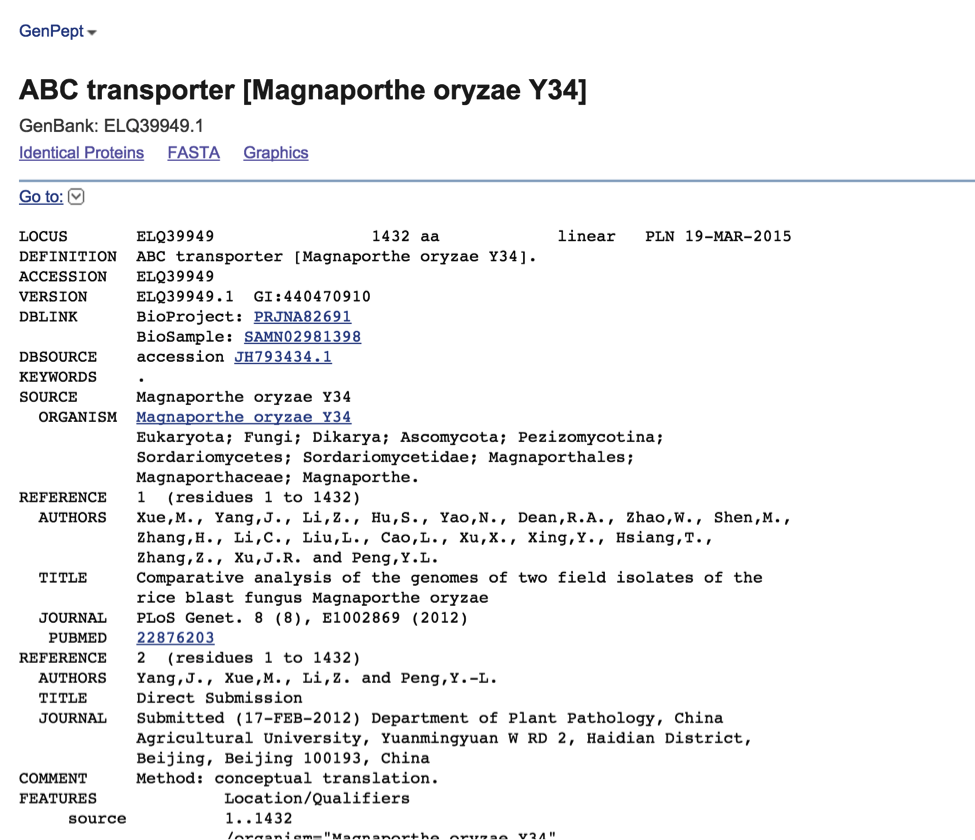 GenPept
ABC transporter [Magnaporthe oryzae Y34]
GenBank: ELQ39949.1
Identical Proteins FASTA Graphics
Go to:
LOCUS ELQ39949 1432 aa linear PLN 19-MAR-2015
DEFINITION ABC transporter [Magnaporthe oryzae Y34].
ACCESSION ELQ39949
VERSION ELQ39949.1 GI:440470910
DBLINK BioProject: PRJNA82691
BioSample: SAMN02981398
DBSOURCE accession JH793434.1
KEYWORDS .
SOURCE Magnaporthe oryzae Y34
ORGANISM Magnaporthe oryzae Y34
Eukaryota; Fungi; Dikarya; Ascomycota; Pezizomycotina;
Sordariomycetes; Sordariomycetidae; Magnaporthales;
Magnaporthaceae; Magnaporthe.
REFERENCE 1 (residues 1 to 1432)
AUTHORS Xue,M., Yang,J., Li,Z., Hu,S., Yao,N., Dean,R.A., Zhao,W., Shen,M.,
Zhang,H., Li,C., Liu,L., Cao,L., Xu,X., Xing,Y., Hsiang,T.,
Zhang,Z., Xu,J.R. and Peng,Y.L.
TITLE Comparative analysis of the genomes of two field isolates of the
rice blast fungus Magnaporthe oryzae
JOURNAL PLoS Genet. 8 (8), E1002869 (2012)
PUBMED 22876203
REFERENCE 2 (residues 1 to 1432)
AUTHORS Yang,J., Xue,M., Li,Z. and Peng,Y.-L.
TITLE Direct Submission
JOURNAL Submitted (17-FEB-2012) Department of Plant Pathology, China
Agricultural University, Yuanmingyuan W RD 2, Haidian District,
Beijing, Beijing 100193, China
COMMENT Method: conceptual translation.
FEATURES Location/Qualifiers
source 1..1432
/organism="Magnaporthe oryzae Y34"